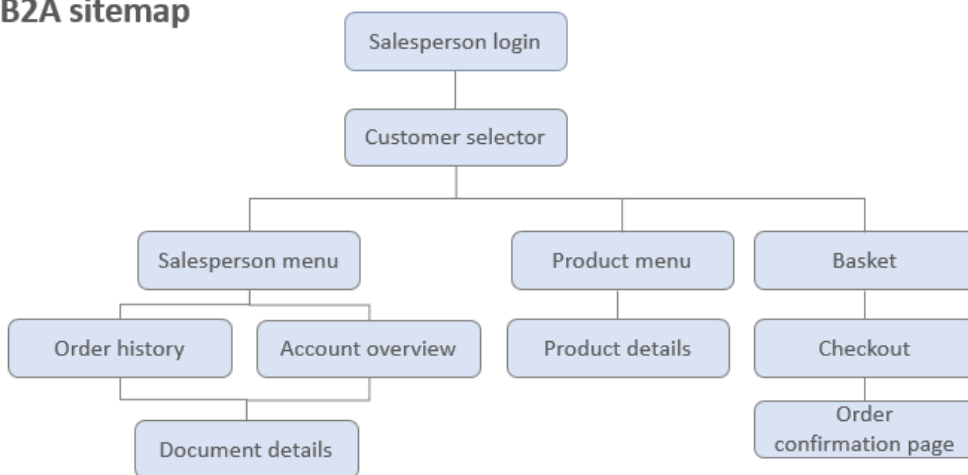 B2A sitemap
Salesperson login
Customer selector
Salesperson menu
Product menu
Basket
Order history
Account overview
Product details
Checkout
Order
confirmation page
Document details